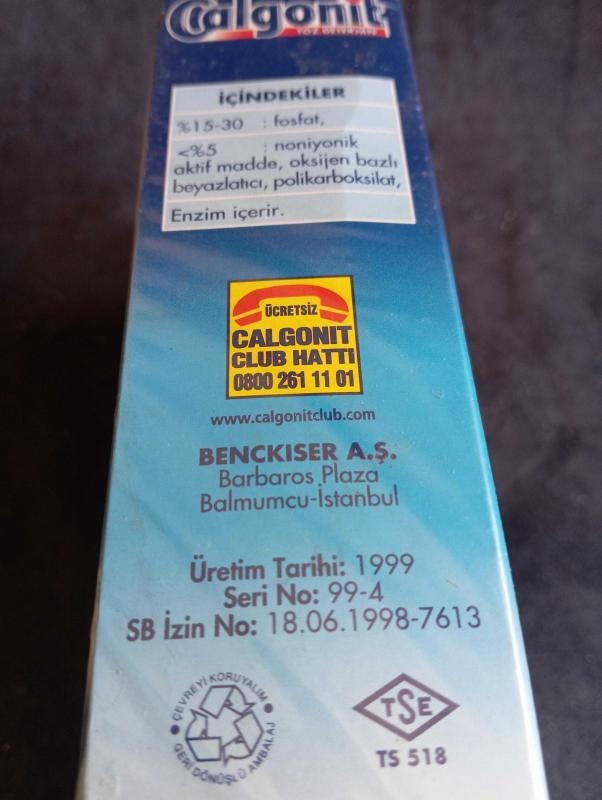 Calgonit
TOZ DETERJAN
İÇİNDEKİLER
%15-30 : fosfat,
<%5 : noniyonik
aktif madde, oksijen bazlı
beyazlatıcı, polikarboksilat,
Enzim içerir.
ÜCRETSİZ
CALGONIT
CLUB HATTI
0800 261 11 01
www.calgonitclub.com
BENCKISER A.Ş.
Barbaros Plaza
Balmumcu-İstanbul
Üretim Tarihi: 1999
Seri No: 99-4
SB İzin No: 18.06.1998-7613
ÇEVREYİ KORUYALIM
GERİ DÖNÜŞLÜ AMBALAJ
TSE
TS 518